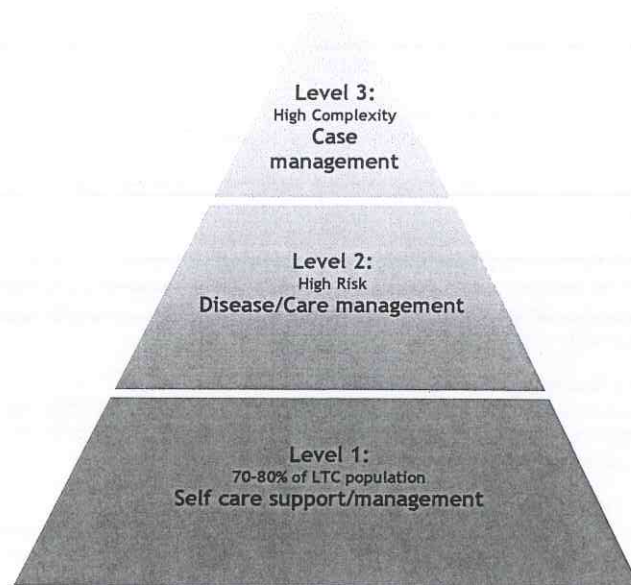 Level 3:
High Complexity
Case
management
Level 2:
High Risk
Disease/Care management
Level 1:
70-80% of LTC population
Self care support/management